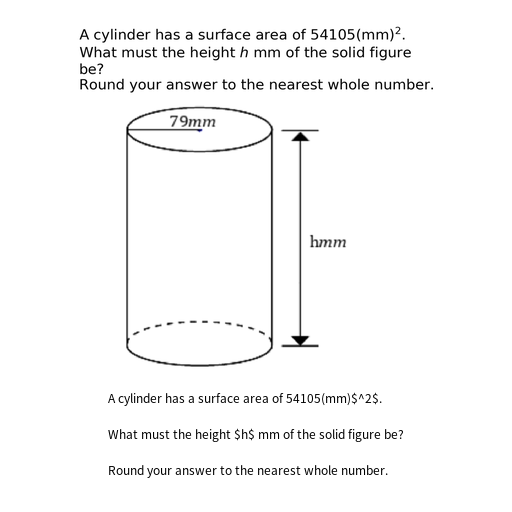 A cylinder has a surface area of 54105(mm)².
What must the height h mm of the solid figure
be?
Round your answer to the nearest whole number.
79mm
hmm
A cylinder has a surface area of 54105(mm)$^2$.
What must the height $h$ mm of the solid figure be?
Round your answer to the nearest whole number.